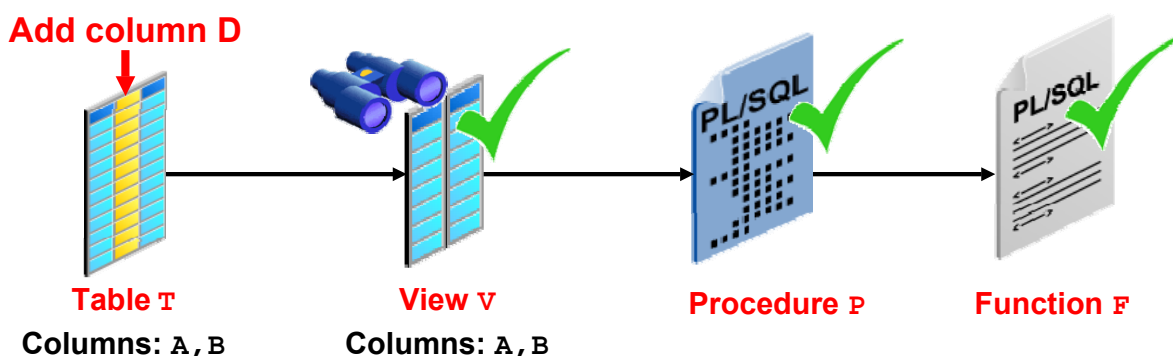 Add column D
PL/SQL
PL/SQL
Table T
View V
Procedure P
Function F
Columns: A,B
Columns: A,B